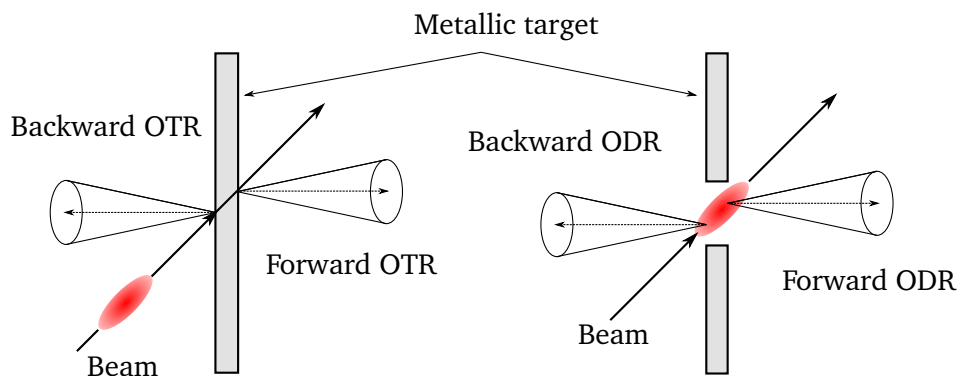 Metallic target
Backward OTR
Backward ODR
Forward OTR
Forward ODR
Beam
Beam